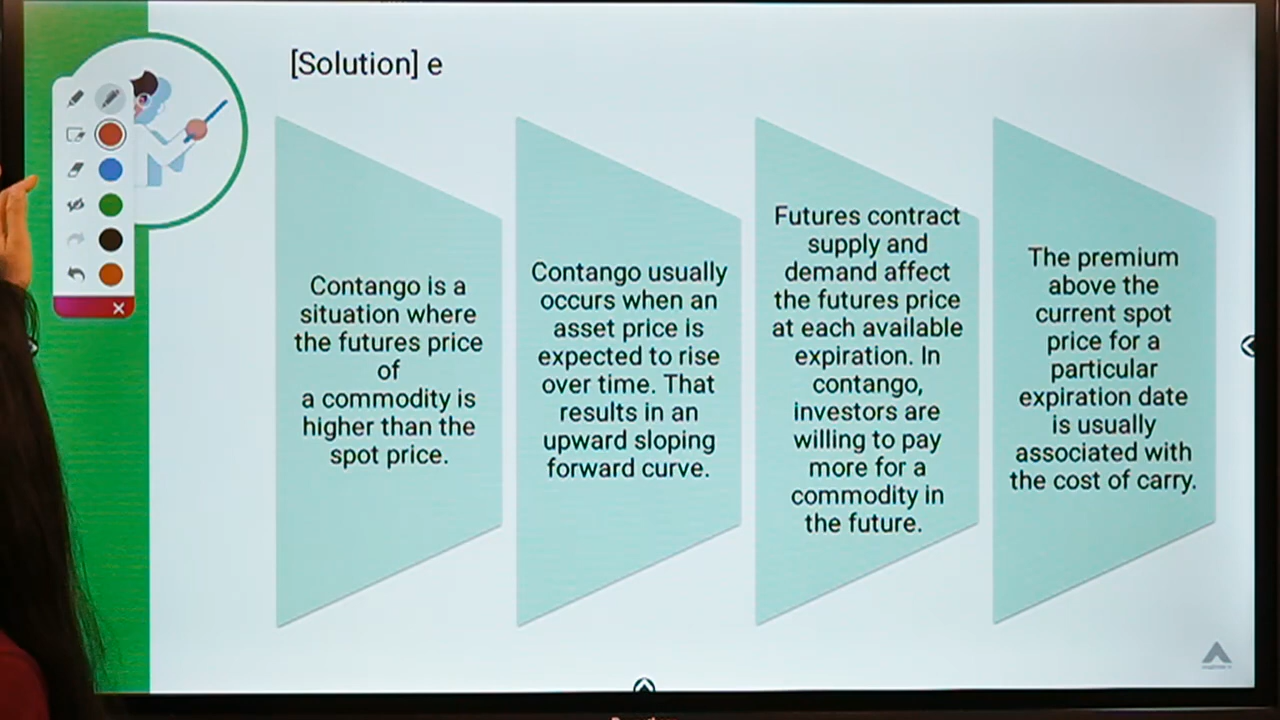 [Solution] e
Contango is a
situation where
the futures price
of
a commodity is
higher than the
spot price.
Contango usually
occurs when an
asset price is
expected to rise
over time. That
results in an
upward sloping
forward curve.
Futures contract
supply and
demand affect
the futures price
at each available
expiration. In
contango,
investors are
willing to pay
more for a
commodity in
the future.
The premium
above the
current spot
price for a
particular
expiration date
is usually
associated with
the cost of carry.